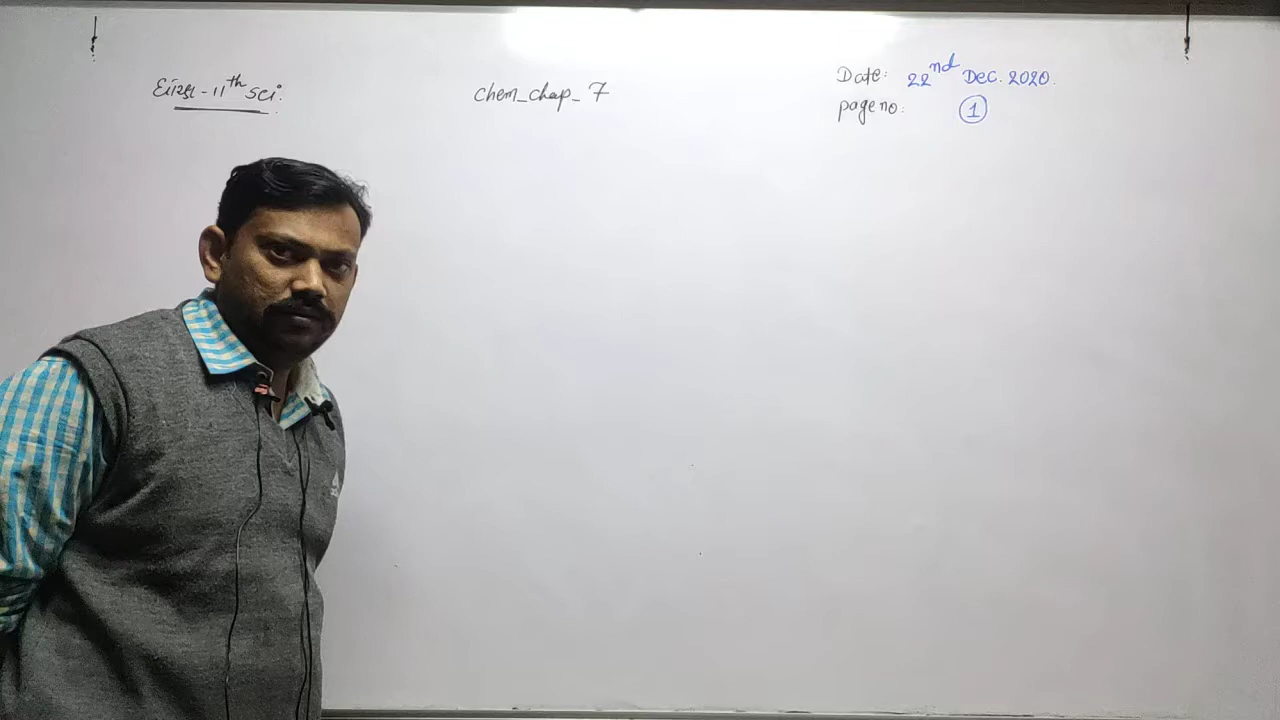 - 11th Sci.
chem_chap_7
Date: 22nd Dec. 2020.
page no: 1